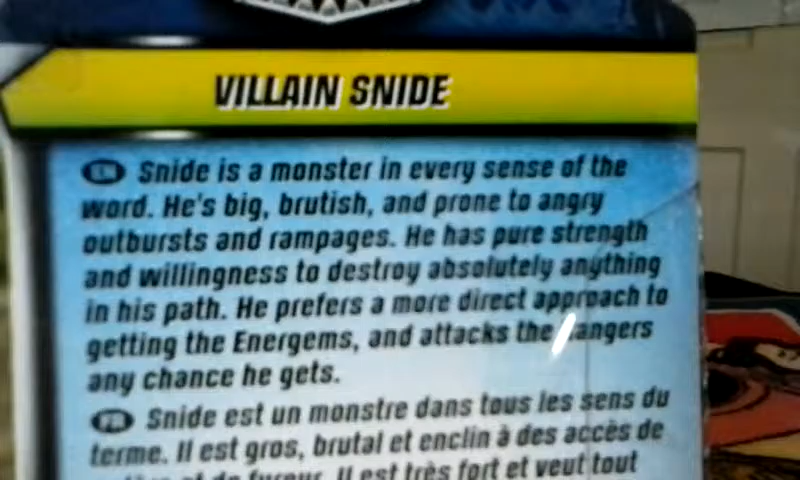 VILLAIN SNIDE
Snide is a monster in every sense of the
word. He's big, brutish, and prone to angry
outbursts and rampages. He has pure strength
and willingness to destroy absolutely anything
in his path. He prefers a more direct approach to
getting the Energems, and attacks the Rangers
any chance he gets.
FR Snide est un monstre dans tous les sens du
terme. Il est gros, brutal et enclin à des accès de
et de fureur. Il est très fort et veut tout